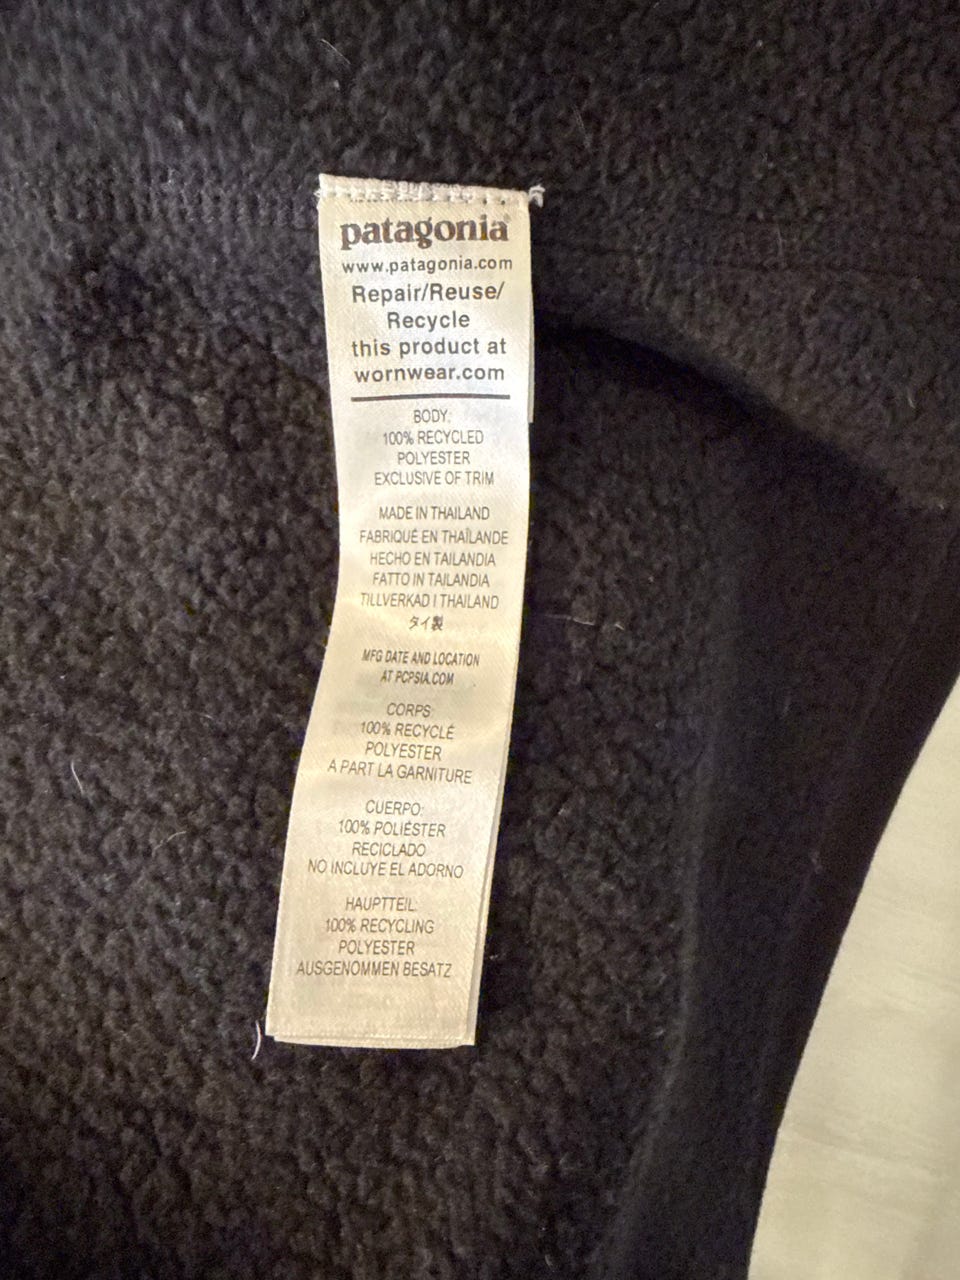 patagonia®
www.patagonia.com
Repair/Reuse/
Recycle
this product at
wornwear.com
BODY:
100% RECYCLED
POLYESTER
EXCLUSIVE OF TRIM
MADE IN THAILAND
FABRIQUÉ EN THAÏLANDE
HECHO EN TAILANDIA
FATTO IN TAILANDIA
TILLVERKAD I THAILAND
タイ製
MFG DATE AND LOCATION
AT PCPSIA.COM
CORPS:
100% RECYCLÉ
POLYESTER
À PART LA GARNITURE
CUERPO:
100% POLIÉSTER
RECICLADO
NO INCLUYE EL ADORNO
HAUPTTEIL:
100% RECYCLING
POLYESTER
AUSGENOMMEN BESATZ